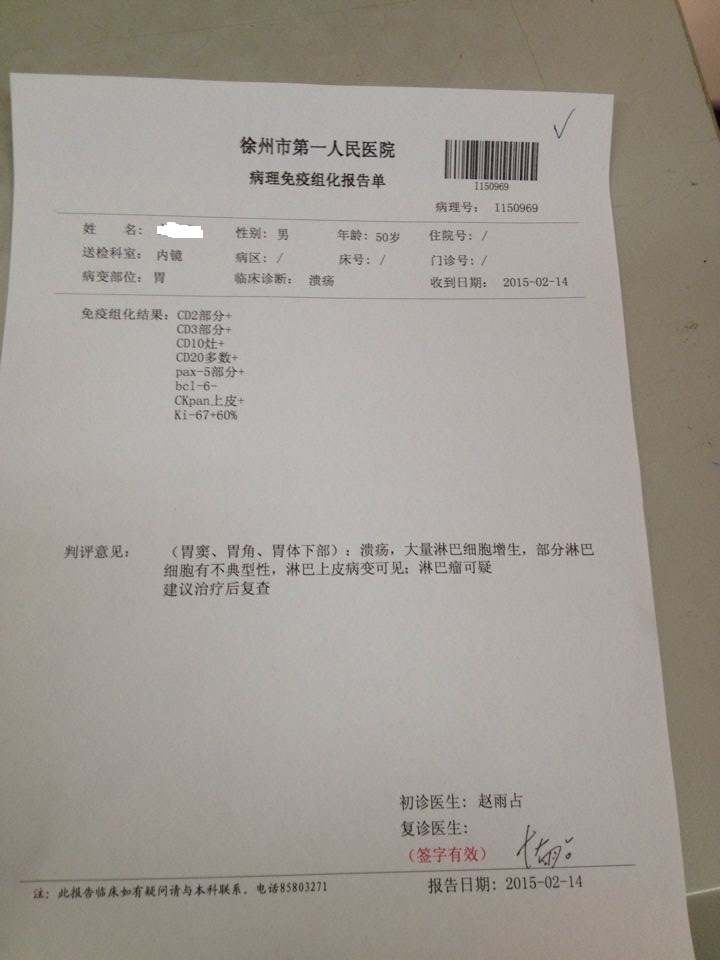 徐州市第一人民医院
病理免疫组化报告单
I150969
病理号: I150969
姓 名: 性别: 男 年龄: 50岁 住院号: /
送检科室: 内镜 病区: / 床号: / 门诊号: /
病变部位: 胃 临床诊断: 溃疡 收到日期: 2015-02-14
免疫组化结果: CD2部分+
CD3部分+
CD10灶+
CD20多数+
pax-5部分+
bcl-6-
CKpan上皮+
Ki-67+60%
判评意见: (胃窦、胃角、胃体下部): 溃疡, 大量淋巴细胞增生, 部分淋巴
细胞有不典型性, 淋巴上皮病变可见; 淋巴瘤可疑
建议治疗后复查
初诊医生: 赵雨占
复诊医生:
(签字有效)
注: 此报告临床如有疑问请与本科联系。电话85803271
报告日期: 2015-02-14